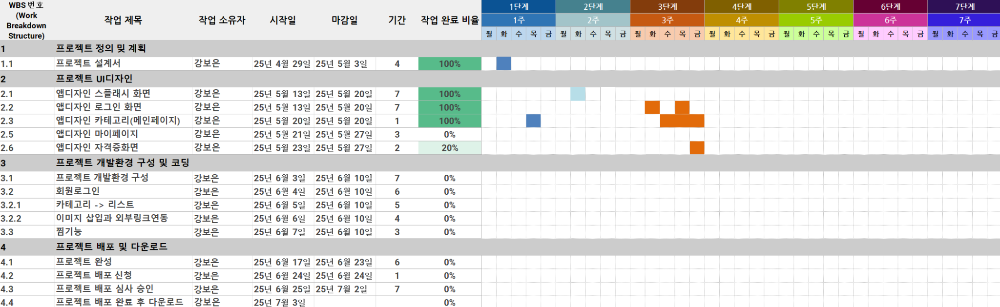 WBS 번호
(Work
Breakdown
Structure)
작업 제목 작업 소유자 시작일 마감일 기간 작업 완료 비율
1단계 2단계 3단계 4단계 5단계 6단계 7단계
1주 2주 3주 4주 5주 6주 7주
월 화 수 목 금 월 화 수 목 금 월 화 수 목 금 월 화 수 목 금 월 화 수 목 금 월 화 수 목 금 월 화 수 목 금
1 프로젝트 정의 및 계획
1.1 프로젝트 설계서 강보은 25년 4월 29일 25년 5월 3일 4 100%
2 프로젝트 UI디자인
2.1 앱디자인 스플래시 화면 강보은 25년 5월 13일 25년 5월 20일 7 100%
2.2 앱디자인 로그인 화면 강보은 25년 5월 13일 25년 5월 20일 7 100%
2.3 앱디자인 카테고리(메인페이지) 강보은 25년 5월 20일 25년 5월 20일 1 100%
2.5 앱디자인 마이페이지 강보은 25년 5월 21일 25년 5월 27일 3 0%
2.6 앱디자인 자격증화면 강보은 25년 5월 23일 25년 5월 27일 2 20%
3 프로젝트 개발환경 구성 및 코딩
3.1 프로젝트 개발환경 구성 강보은 25년 6월 3일 25년 6월 10일 7 0%
3.2 회원로그인 강보은 25년 6월 4일 25년 6월 10일 6 0%
3.2.1 카테고리 -> 리스트 강보은 25년 6월 5일 25년 6월 10일 5 0%
3.2.2 이미지 삽입과 외부링크연동 강보은 25년 6월 6일 25년 6월 10일 4 0%
3.3 찜기능 강보은 25년 6월 7일 25년 6월 10일 3 0%
4 프로젝트 배포 및 다운로드
4.1 프로젝트 완성 강보은 25년 6월 17일 25년 6월 23일 6 0%
4.2 프로젝트 배포 신청 강보은 25년 6월 24일 25년 6월 24일 1 0%
4.3 프로젝트 배포 심사 승인 강보은 25년 6월 25일 25년 7월 2일 7 0%
4.4 프로젝트 배포 완료 후 다운로드 강보은 25년 7월 3일 0%